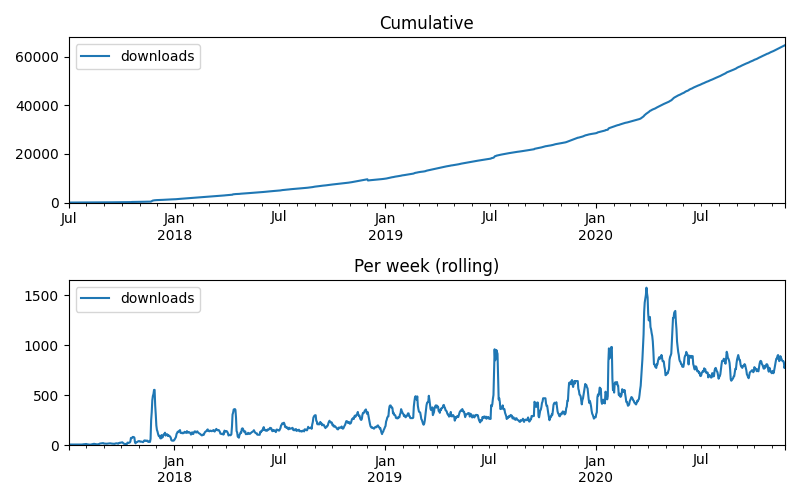 Cumulative
downloads
60000
40000
20000
0
Jul Jan Jul Jan Jul Jan Jul
2018 2019 2020
Per week (rolling)
downloads
1500
1000
500
0
Jan Jul Jan Jul Jan Jul
2018 2019 2020